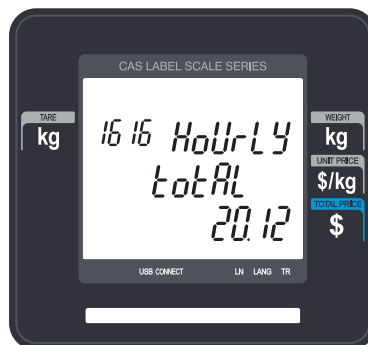 CAS LABEL SCALE SERIES
TARE
kg
1616 HoUrLY
totAL
20.12
WEIGHT
kg
UNIT PRICE
$/kg
TOTAL PRICE
$
USB CONNECT LN LANG TR